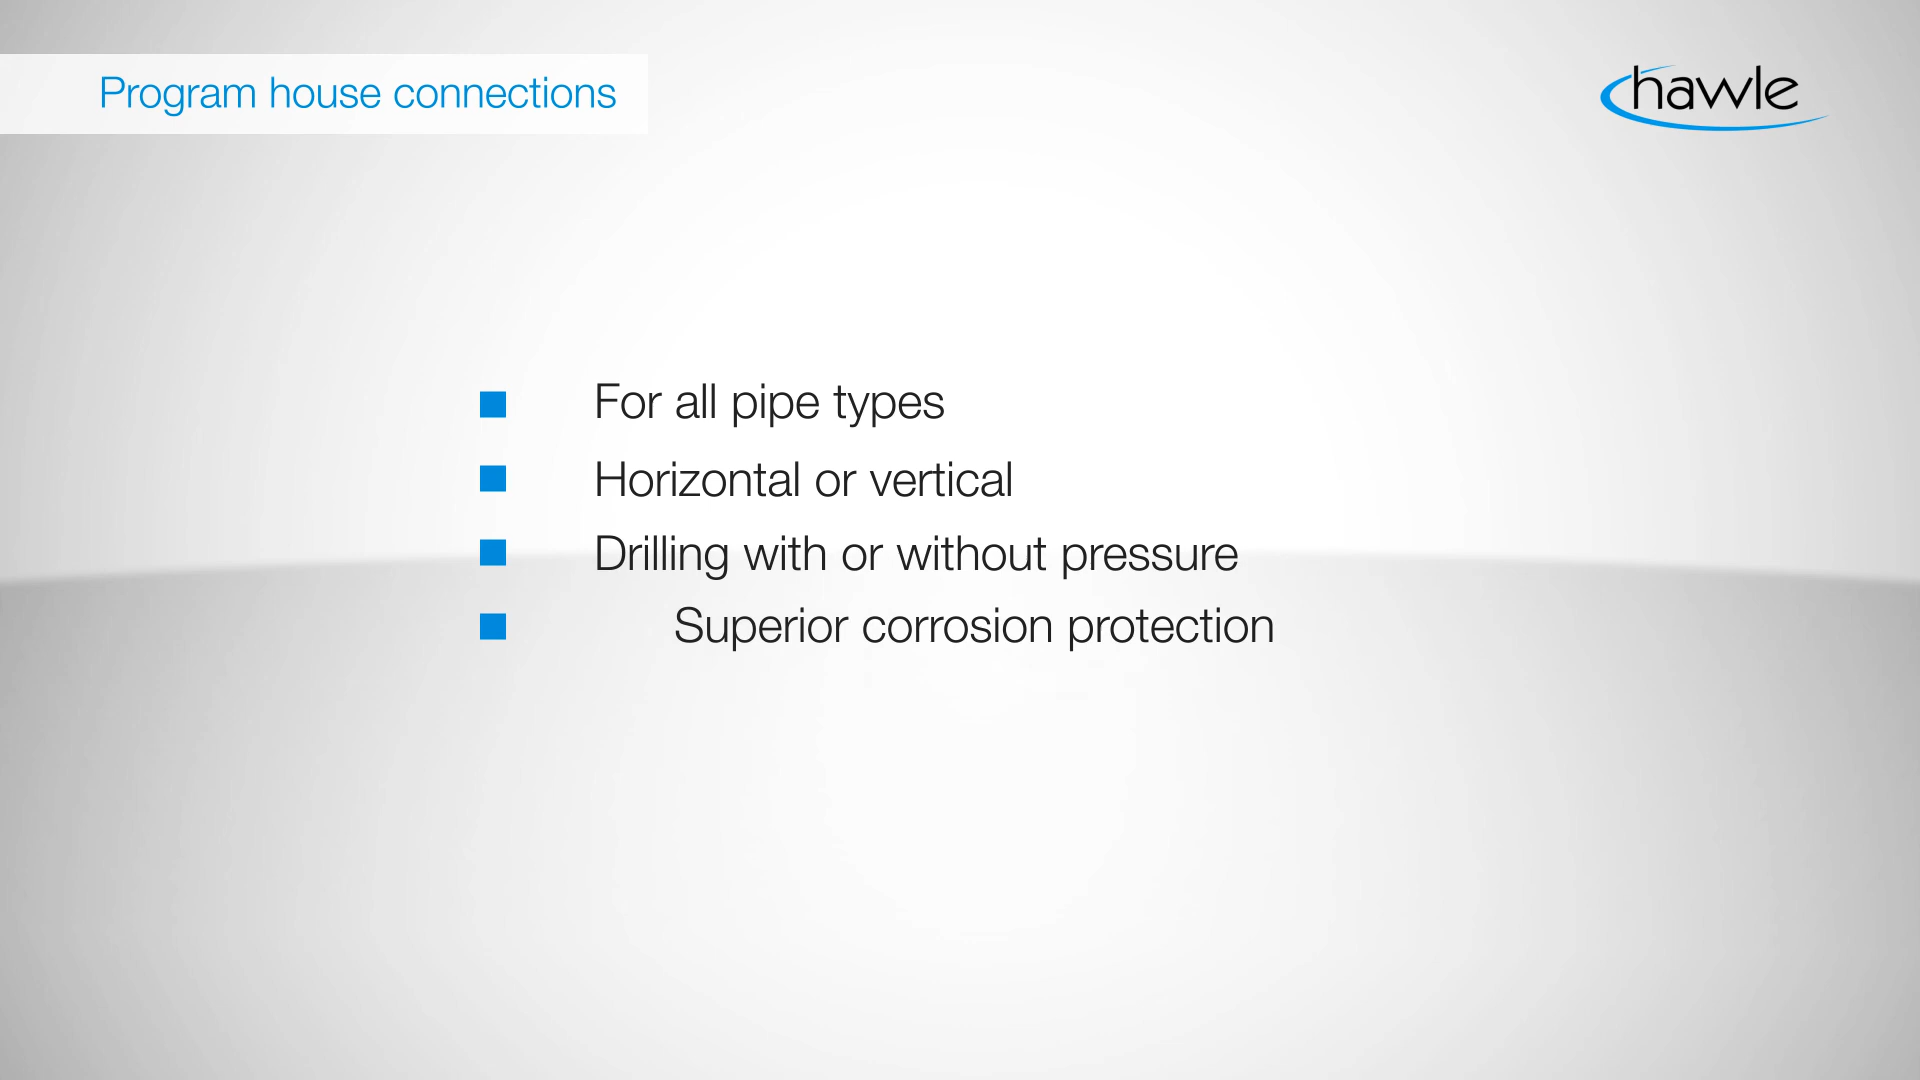 Program house connections
hawle
For all pipe types
Horizontal or vertical
Drilling with or without pressure
Superior corrosion protection